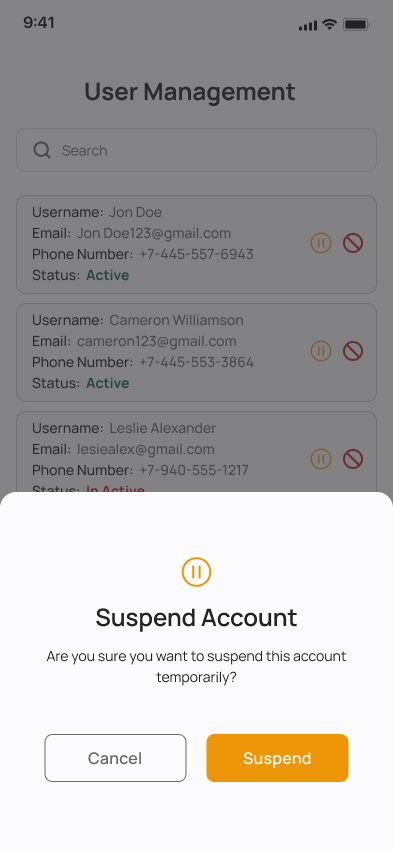 9:41
User Management
Search
Username: Jon Doe
Email: Jon Doe123@gmail.com
Phone Number: +7-445-557-6943
Status: Active
Username: Cameron Williamson
Email: cameron123@gmail.com
Phone Number: +7-445-553-3864
Status: Active
Username: Leslie Alexander
Email: lesiealex@gmail.com
Phone Number: +7-940-555-1217
Status: In Active
Suspend Account
Are you sure you want to suspend this account
temporarily?
Cancel
Suspend